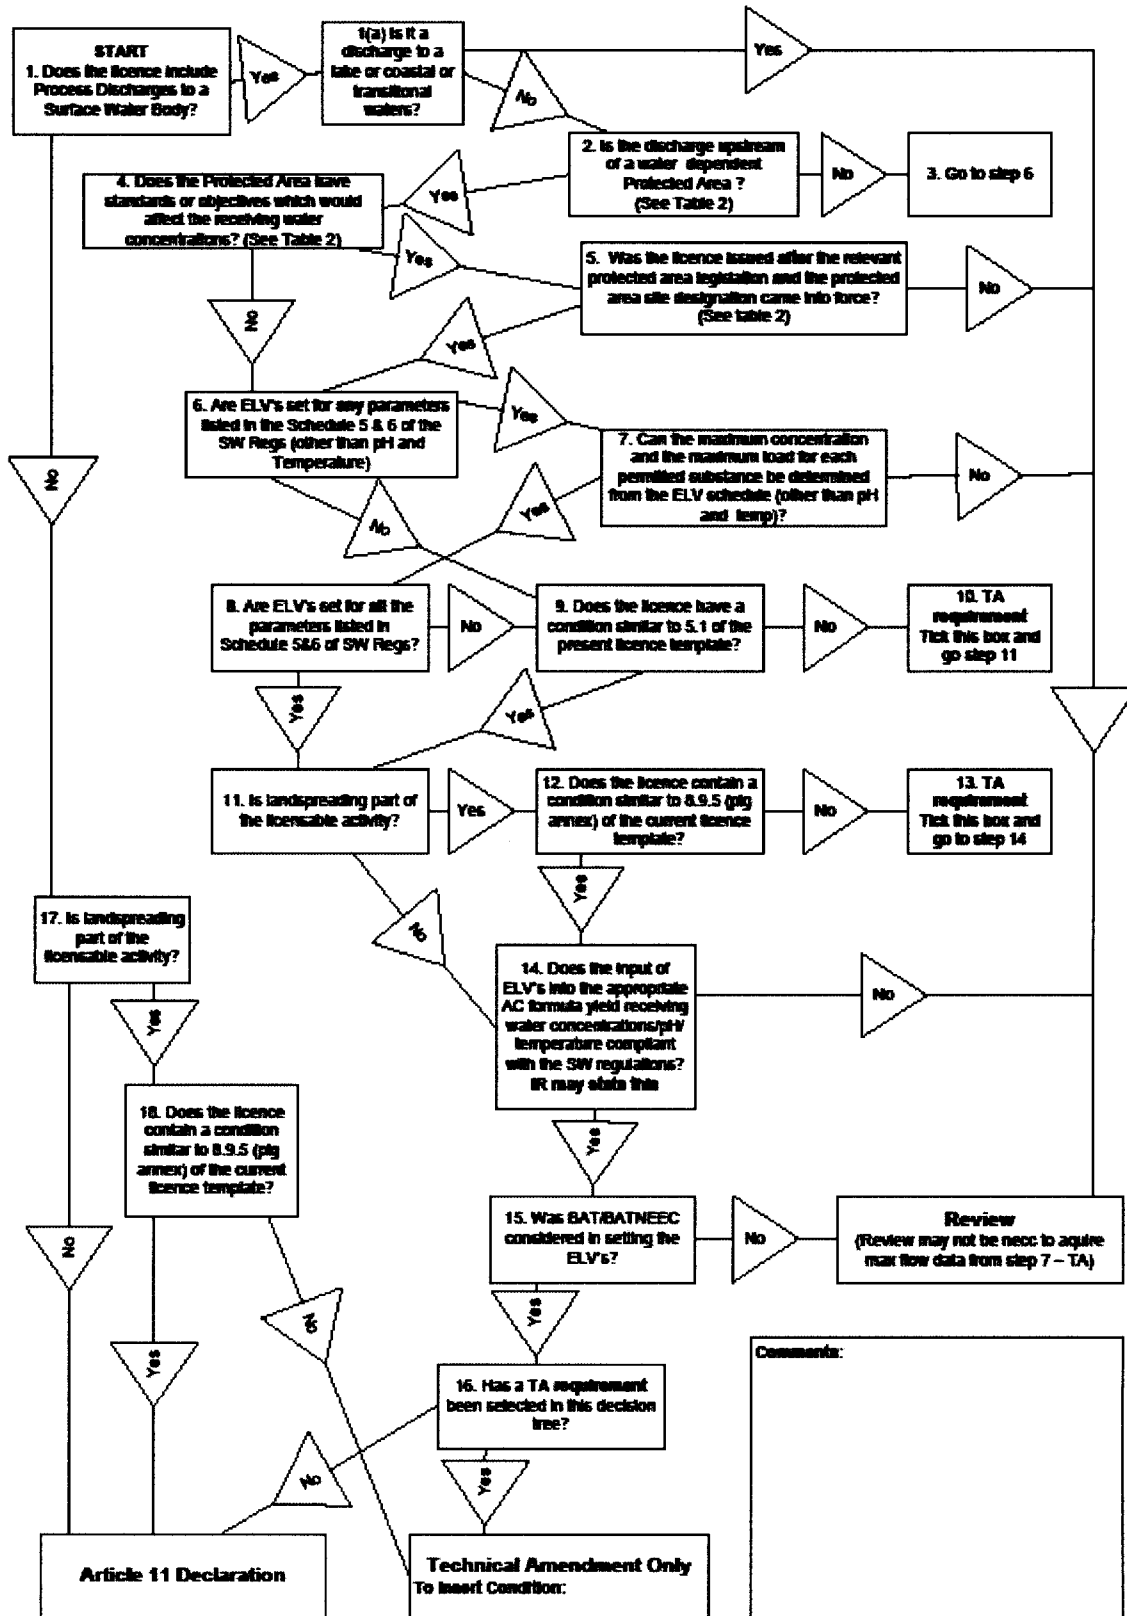 START
1. Does the licence include
Process Discharges to a
Surface Water Body?
Yes
1(a) Is it a
discharge to a
lake or coastal or
transitional
waters?
Yes
No
2. Is the discharge upstream
of a water dependent
Protected Area ?
(See Table 2)
No
3. Go to step 6
Yes
4. Does the Protected Area have
standards or objectives which would
affect the receiving water
concentrations? (See Table 2)
Yes
No
5. Was the licence issued after the relevant
protected area legislation and the protected
area site designation came into force?
(See table 2)
No
Yes
6. Are ELV's set for any parameters
listed in the Schedule 5 & 6 of the
SW Regs (other than pH and
Temperature)
Yes
No
7. Can the maximum concentration
and the maximum load for each
permitted substance be determined
from the ELV schedule (other than pH
and temp)?
No
Yes
No
8. Are ELV's set for all the
parameters listed in
Schedule 5&6 of SW Regs?
No
9. Does the licence have a
condition similar to 5.1 of the
present licence template?
No
10. TA
requirement
Tick this box and
go step 11
Yes
Yes
11. Is landspreading part of
the licensable activity?
Yes
12. Does the licence contain a
condition similar to 8.9.5 (pig
annex) of the current licence
template?
No
13. TA
requirement
Tick this box and
go to step 14
Yes
No
17. Is landspreading
part of the
licensable activity?
14. Does the input of
ELV's into the appropriate
AC formula yield receiving
water concentrations/pH/
temperature compliant
with the SW regulations?
IR may state this
No
Yes
Yes
18. Does the licence
contain a condition
similar to 8.9.5 (pig
annex) of the current
licence template?
No
15. Was BAT/BATNEEC
considered in setting the
ELV's?
No
Review
(Review may not be necc to aquire
max flow data from step 7 – TA)
Yes
No
Yes
16. Has a TA requirement
been selected in this decision
tree?
No
Yes
Comments:
Article 11 Declaration
Technical Amendment Only
To Insert Condition: